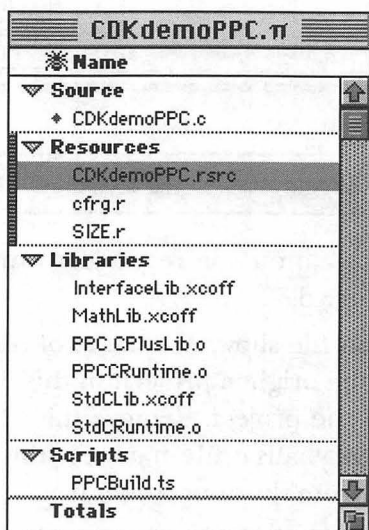 CDKdemoPPC.π
Name
Source
CDKdemoPPC.c
Resources
CDKdemoPPC.rsrc
cfrg.r
SIZE.r
Libraries
InterfaceLib.xcoff
MathLib.xcoff
PPC CPlusLib.o
PPCCRuntime.o
StdCLib.xcoff
StdCRuntime.o
Scripts
PPCBuild.ts
Totals